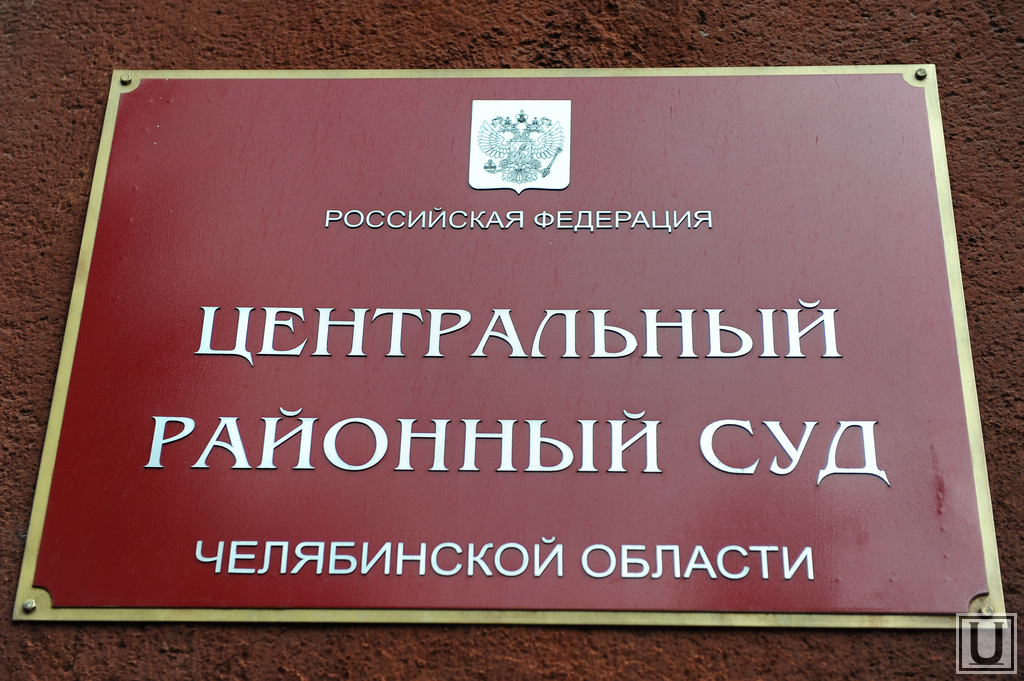 РОССИЙСКАЯ ФЕДЕРАЦИЯ
ЦЕНТРАЛЬНЫЙ
РАЙОННЫЙ СУД
ЧЕЛЯБИНСКОЙ ОБЛАСТИ
U